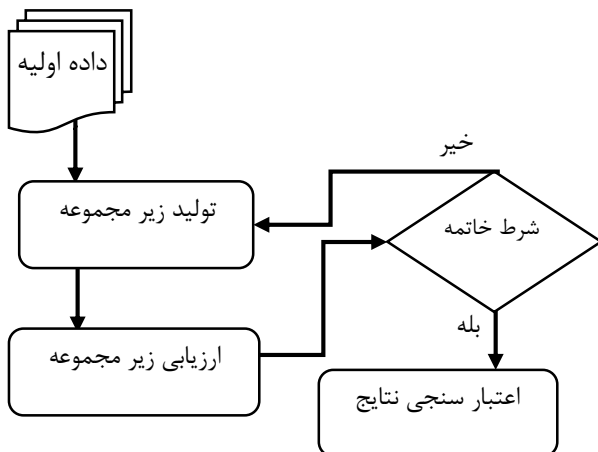 داده اولیه
خیر
تولید زیر مجموعه
شرط خاتمه
بله
ارزیابی زیر مجموعه
اعتبار سنجی نتایج